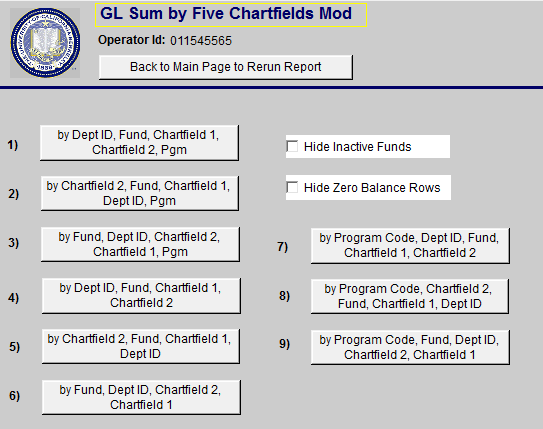 GL Sum by Five Chartfields Mod
Operator Id: 011545565
Back to Main Page to Rerun Report
1)
by Dept ID, Fund, Chartfield 1,
Chartfield 2, Pgm
2)
by Chartfield 2, Fund, Chartfield 1,
Dept ID, Pgm
3)
by Fund, Dept ID, Chartfield 2,
Chartfield 1, Pgm
4)
by Dept ID, Fund, Chartfield 1,
Chartfield 2
5)
by Chartfield 2, Fund, Chartfield 1,
Dept ID
6)
by Fund, Dept ID, Chartfield 2,
Chartfield 1
Hide Inactive Funds
Hide Zero Balance Rows
7)
by Program Code, Dept ID, Fund,
Chartfield 1, Chartfield 2
8)
by Program Code, Chartfield 2,
Fund, Chartfield 1, Dept ID
9)
by Program Code, Fund, Dept ID,
Chartfield 2, Chartfield 1